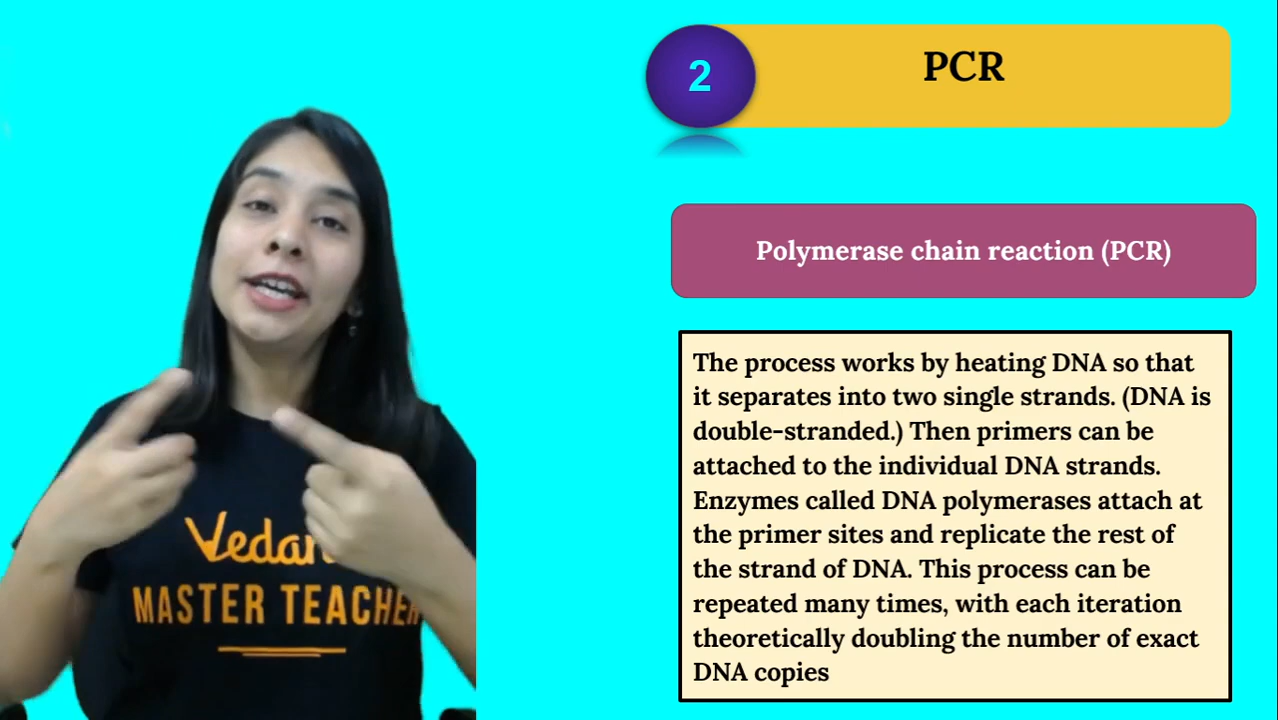 2
PCR
Polymerase chain reaction (PCR)
The process works by heating DNA so that
it separates into two single strands. (DNA is
double-stranded.) Then primers can be
attached to the individual DNA strands.
Enzymes called DNA polymerases attach at
the primer sites and replicate the rest of
the strand of DNA. This process can be
repeated many times, with each iteration
theoretically doubling the number of exact
DNA copies
MASTER TEACHER